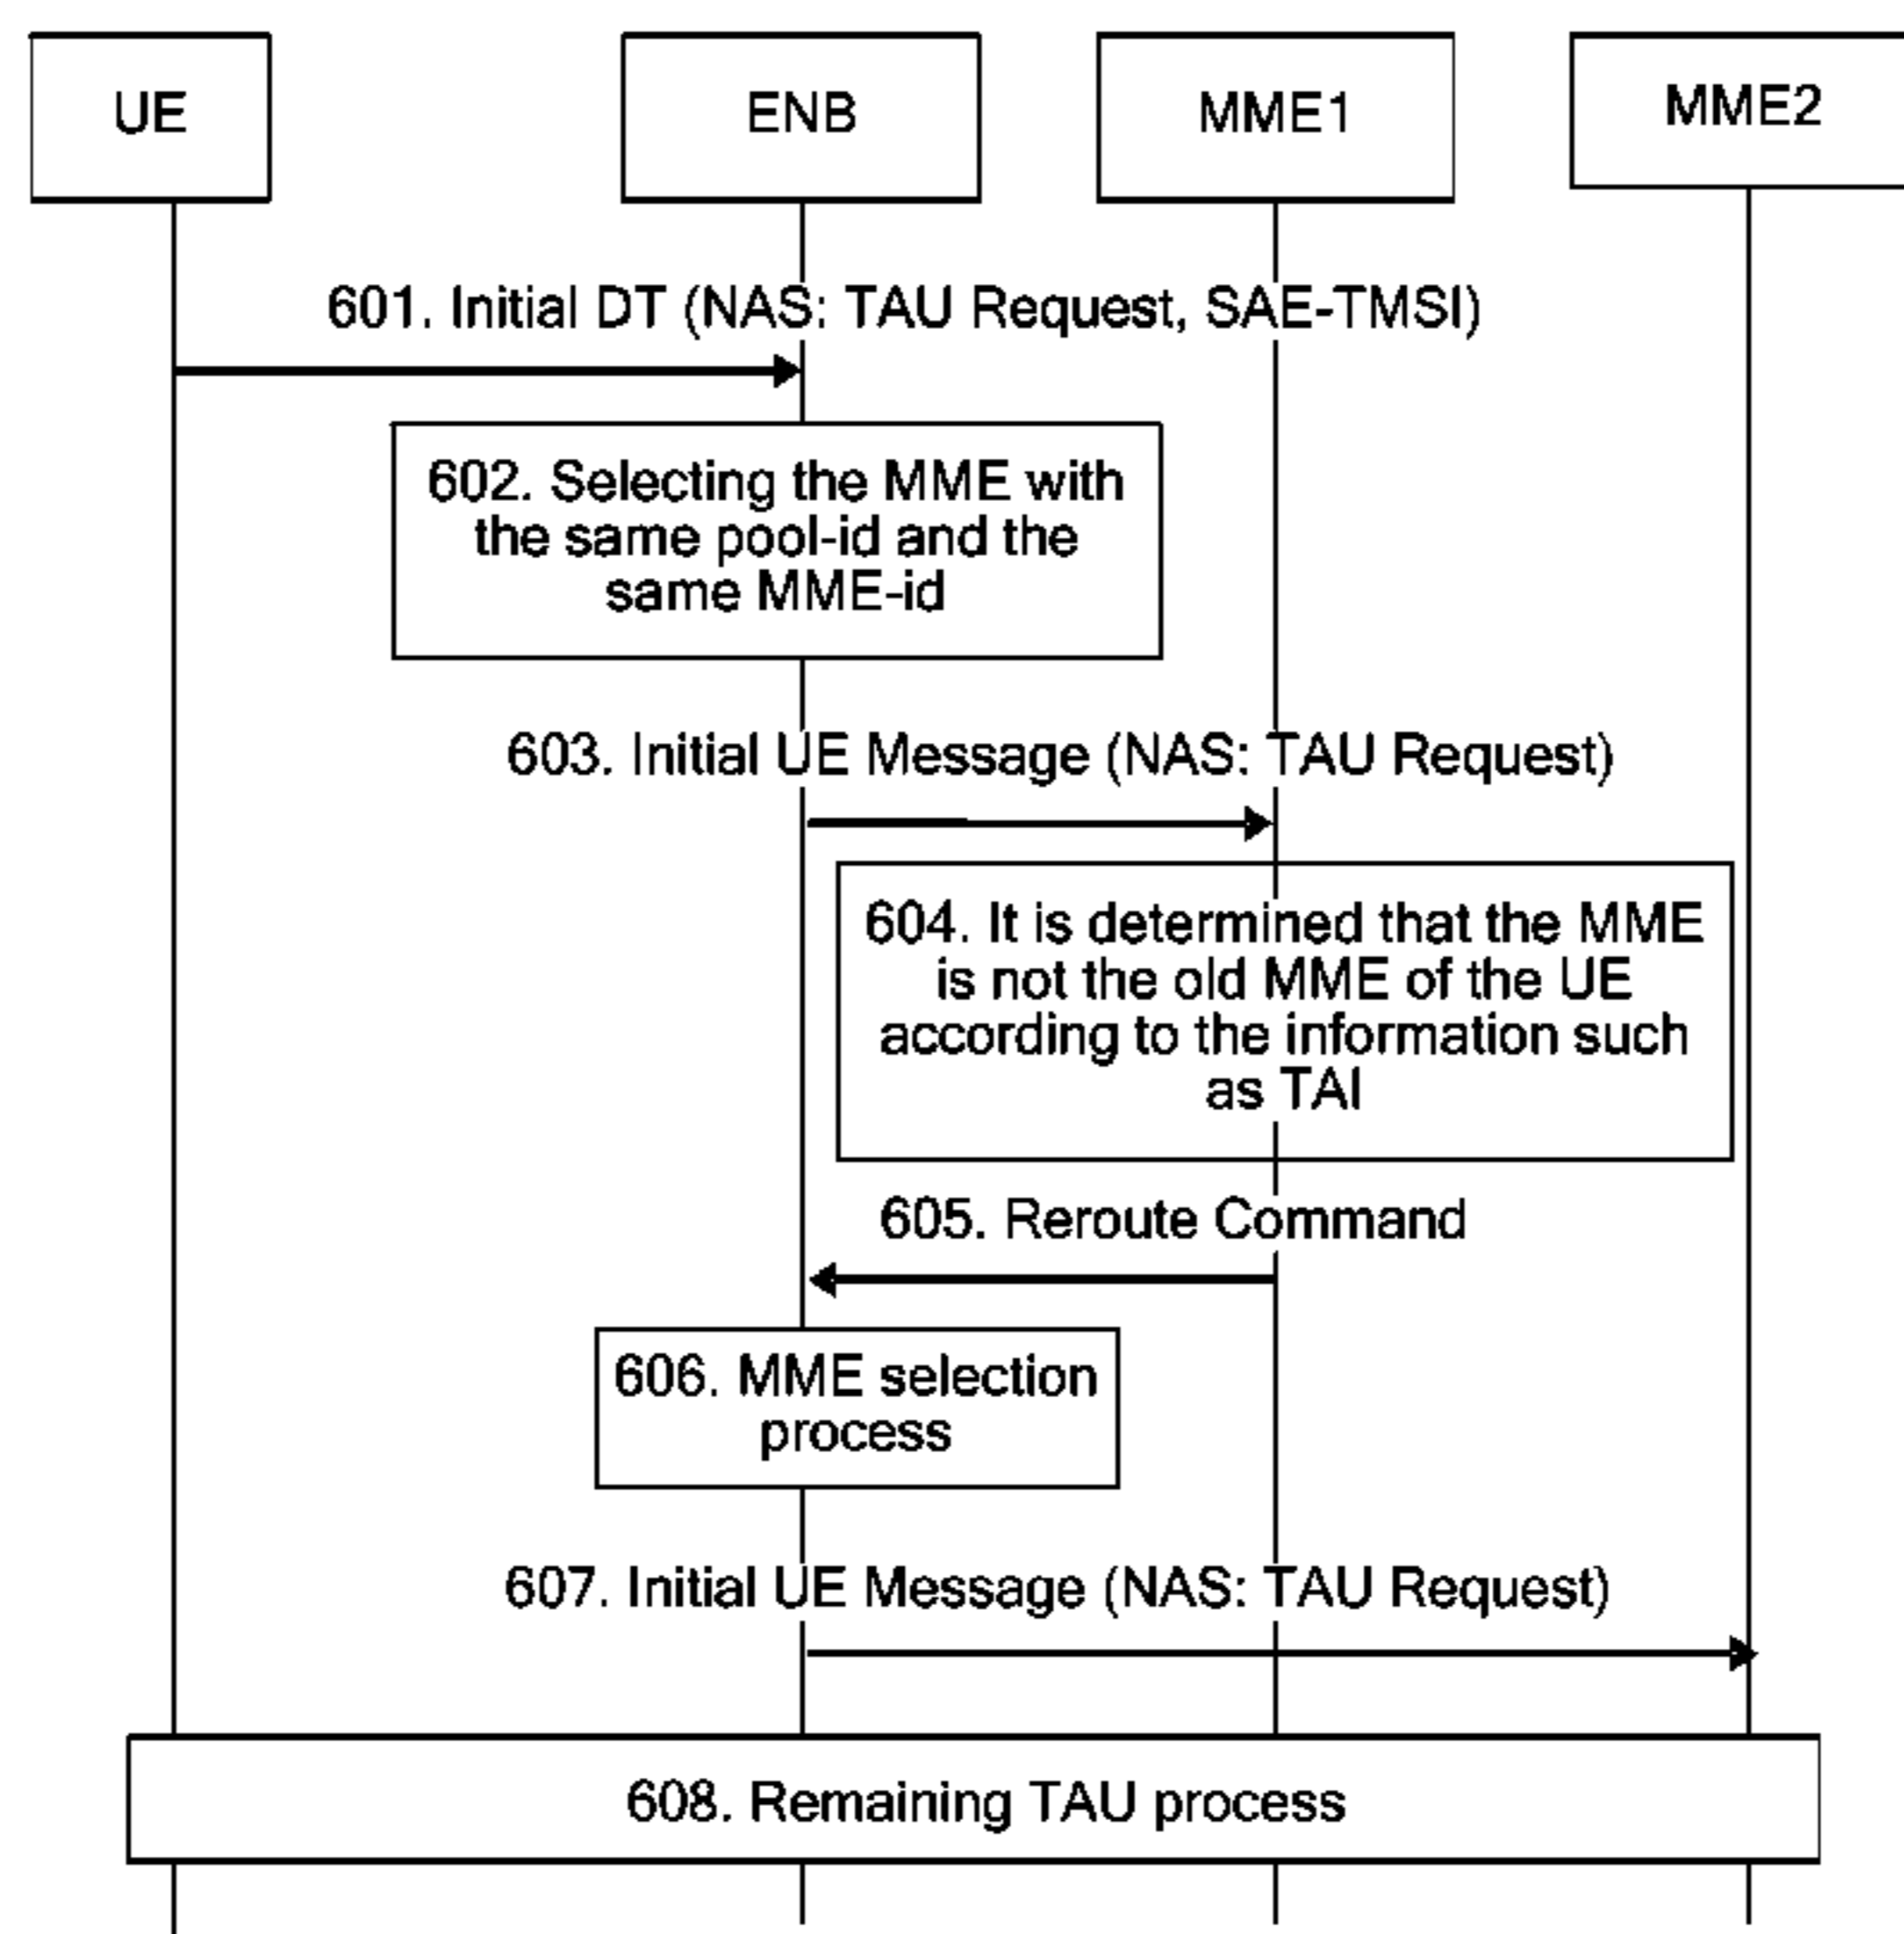 UE
ENB
MME1
MME2
601. Initial DT (NAS: TAU Request, SAE-TMSI)
602. Selecting the MME with
the same pool-id and the
same MME-id
603. Initial UE Message (NAS: TAU Request)
604. It is determined that the MME
is not the old MME of the UE
according to the information such
as TAI
605. Reroute Command
606. MME selection
process
607. Initial UE Message (NAS: TAU Request)
608. Remaining TAU process